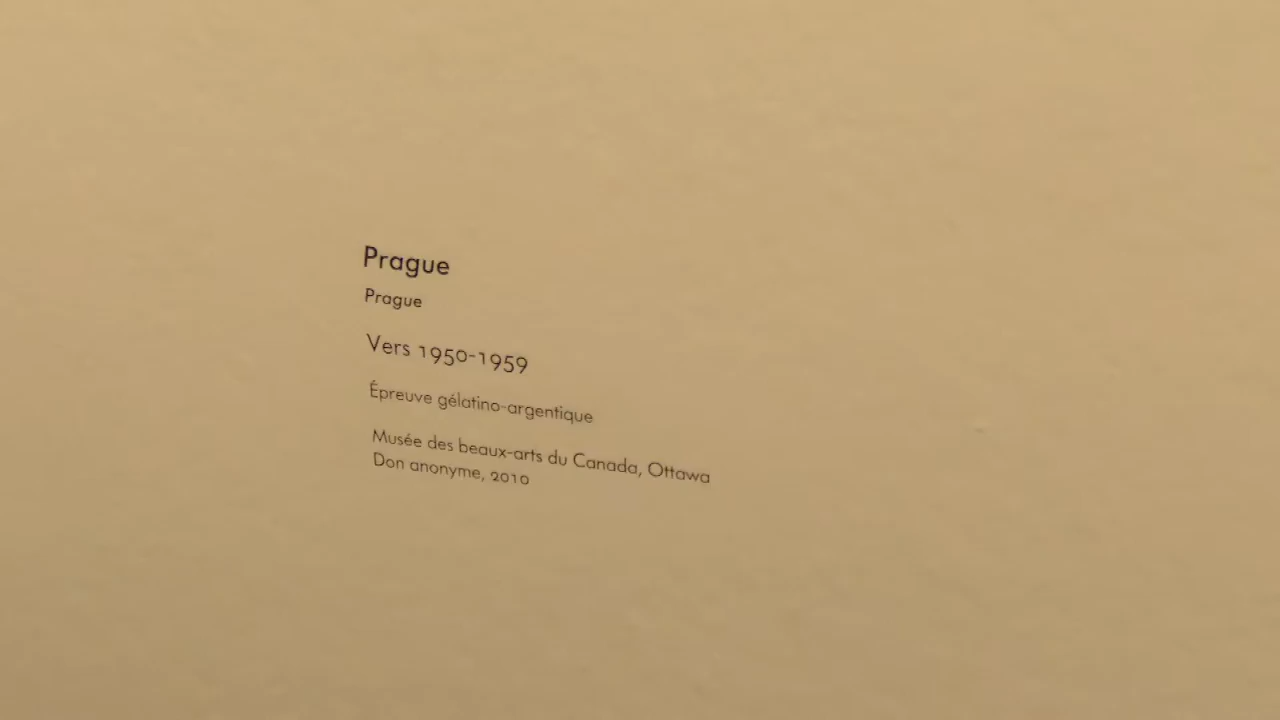 Prague
Prague
Vers 1950-1959
Épreuve gélatino-argentique
Musée des beaux-arts du Canada, Ottawa
Don anonyme, 2010